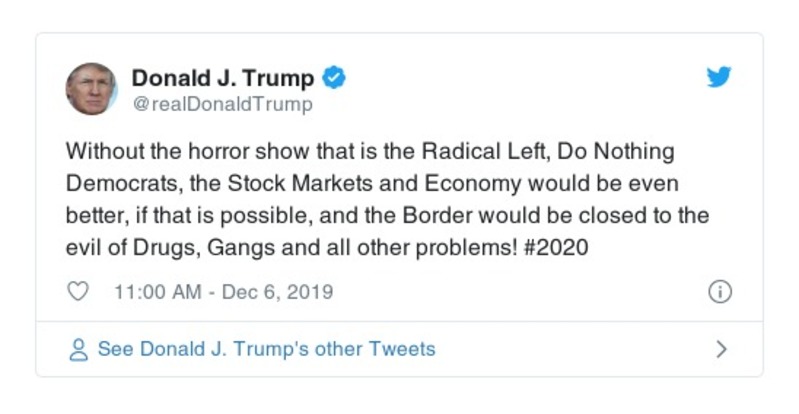 Donald J. Trump
@realDonaldTrump
Without the horror show that is the Radical Left, Do Nothing
Democrats, the Stock Markets and Economy would be even
better, if that is possible, and the Border would be closed to the
evil of Drugs, Gangs and all other problems! #2020
11:00 AM - Dec 6, 2019
See Donald J. Trump's other Tweets